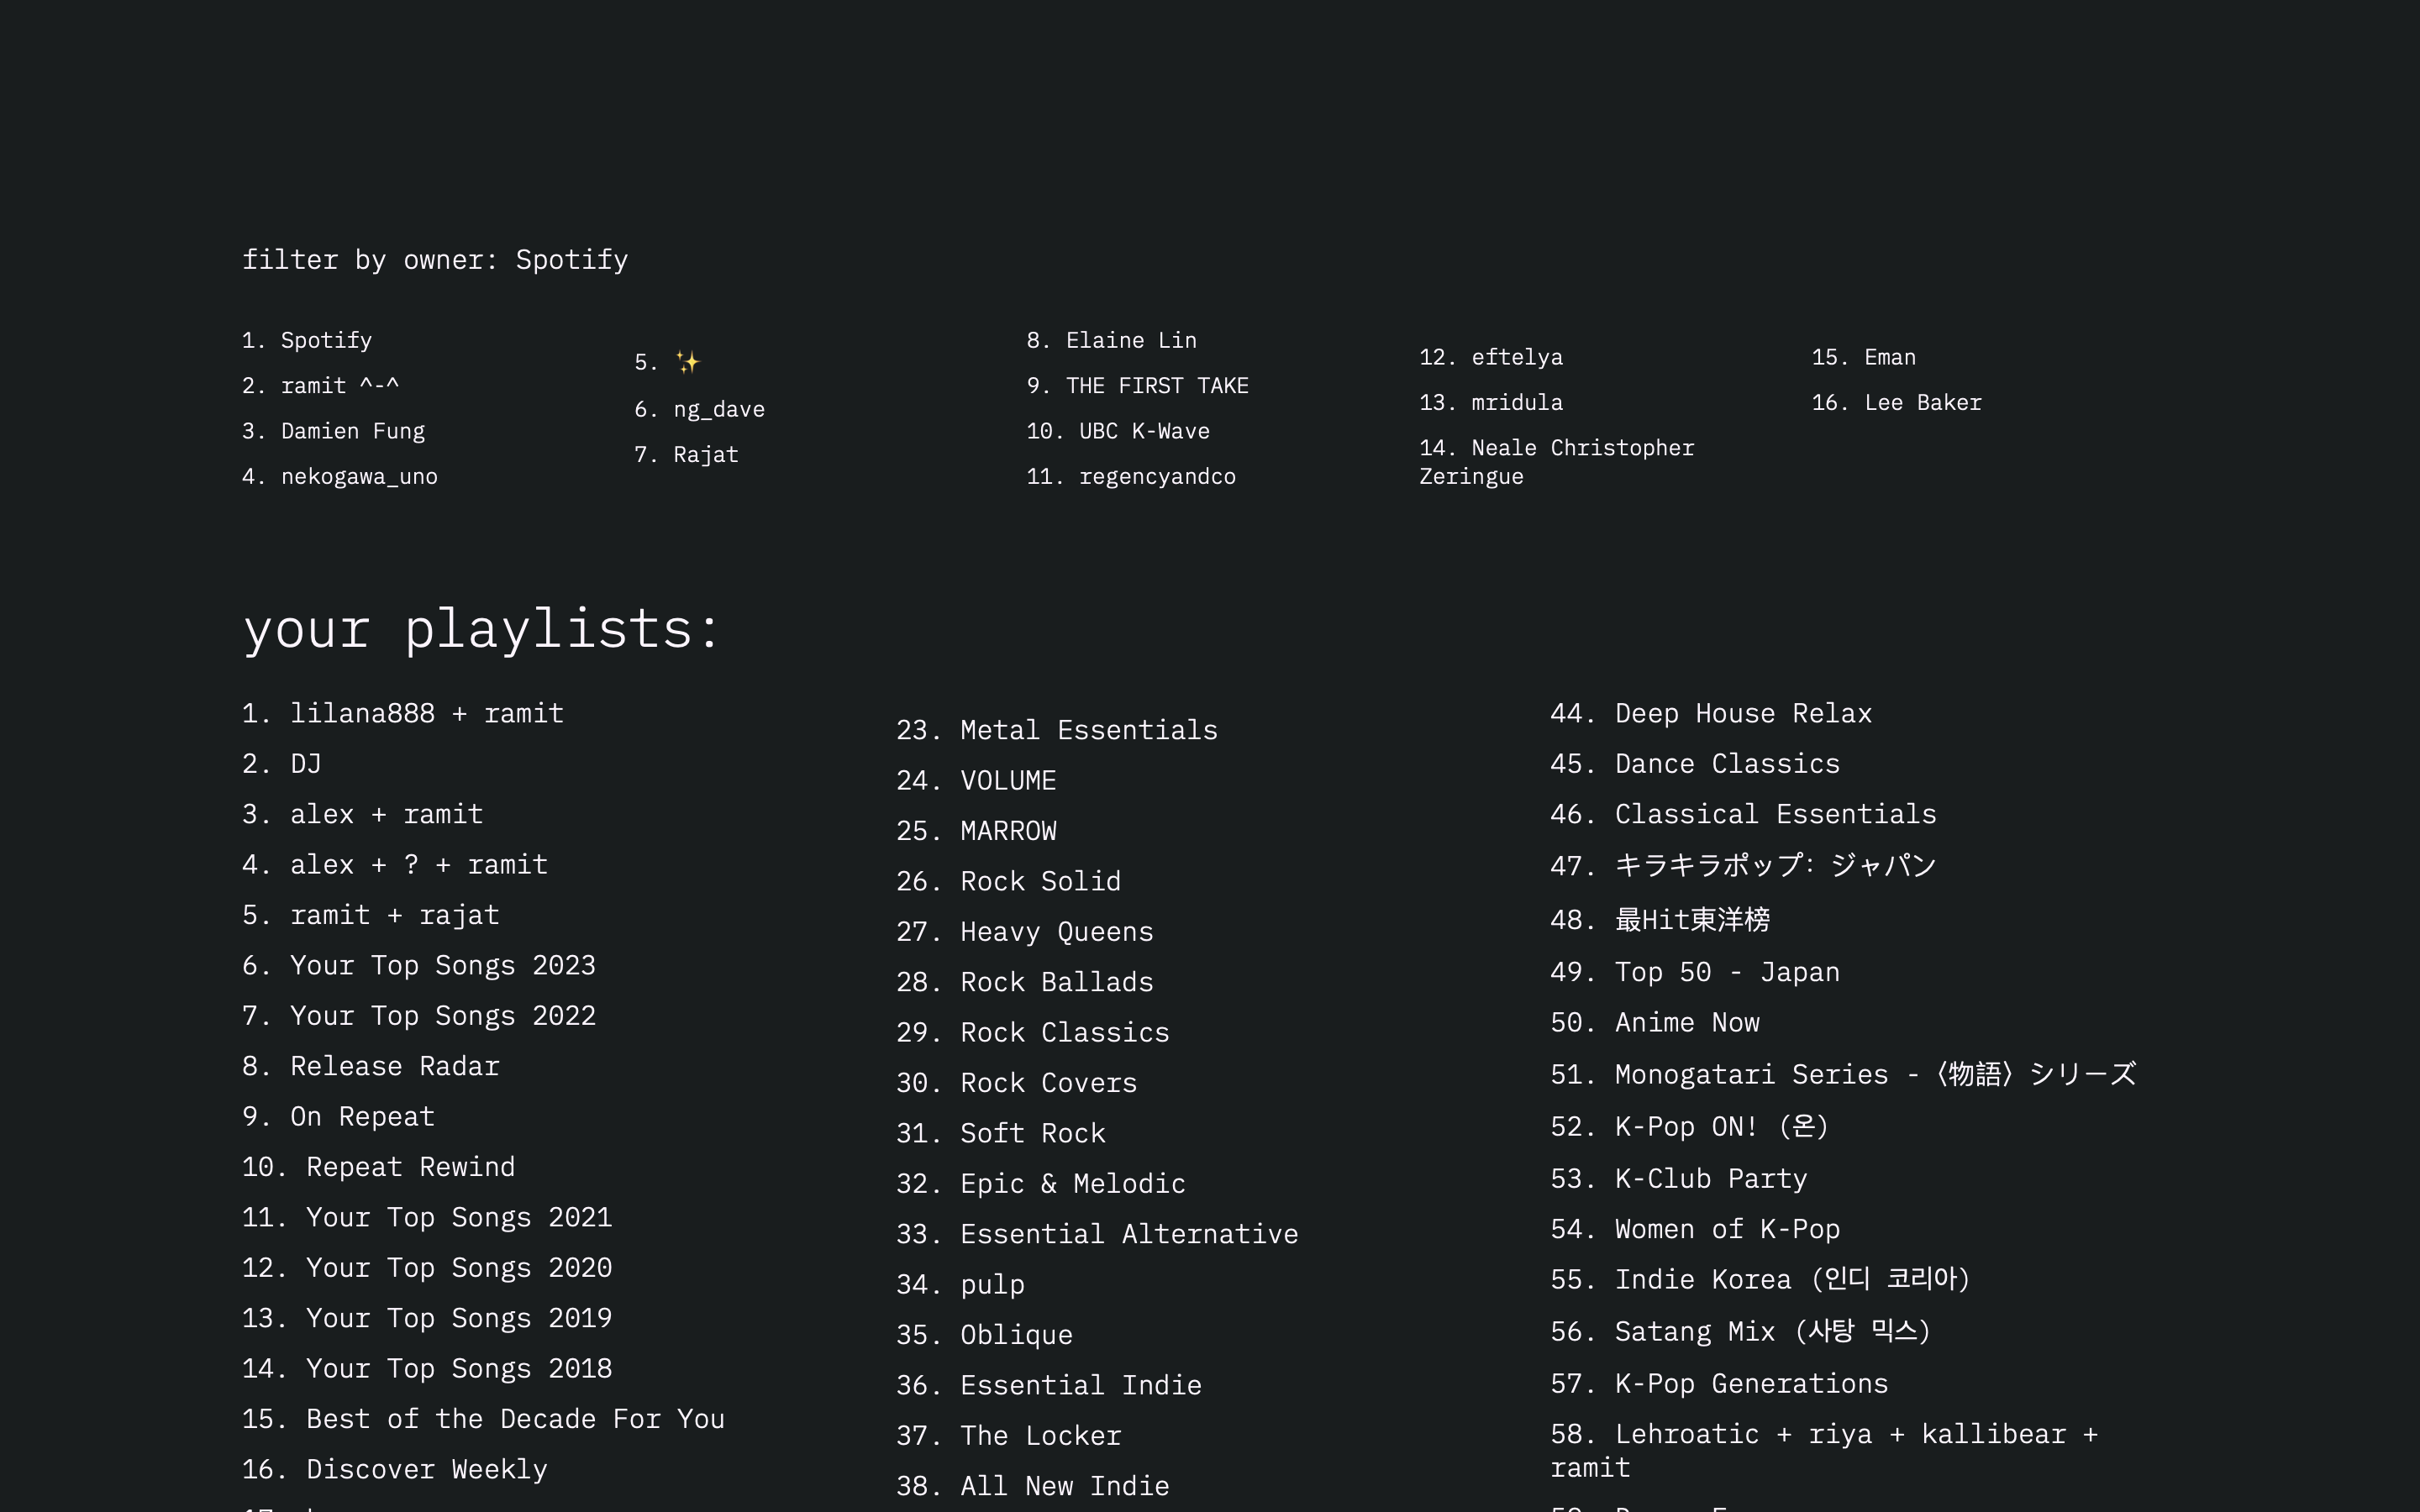 filter by owner: Spotify
1. Spotify
2. ramit ^-^
3. Damien Fung
4. nekogawa_uno
5. ✨
6. ng_dave
7. Rajat
8. Elaine Lin
9. THE FIRST TAKE
10. UBC K-Wave
11. regencyandco
12. eftelya
13. mridula
14. Neale Christopher
Zeringue
15. Eman
16. Lee Baker
your playlists:
1. lilana888 + ramit
2. DJ
3. alex + ramit
4. alex + ? + ramit
5. ramit + rajat
6. Your Top Songs 2023
7. Your Top Songs 2022
8. Release Radar
9. On Repeat
10. Repeat Rewind
11. Your Top Songs 2021
12. Your Top Songs 2020
13. Your Top Songs 2019
14. Your Top Songs 2018
15. Best of the Decade For You
16. Discover Weekly
23. Metal Essentials
24. VOLUME
25. MARROW
26. Rock Solid
27. Heavy Queens
28. Rock Ballads
29. Rock Classics
30. Rock Covers
31. Soft Rock
32. Epic & Melodic
33. Essential Alternative
34. pulp
35. Oblique
36. Essential Indie
37. The Locker
38. All New Indie
44. Deep House Relax
45. Dance Classics
46. Classical Essentials
47. キラキラポップ: ジャパン
48. 最Hit東洋榜
49. Top 50 - Japan
50. Anime Now
51. Monogatari Series -〈物語〉シリーズ
52. K-Pop ON! (온)
53. K-Club Party
54. Women of K-Pop
55. Indie Korea (인디 코리아)
56. Satang Mix (사탕 믹스)
57. K-Pop Generations
58. Lehroatic + riya + kallibear +
ramit